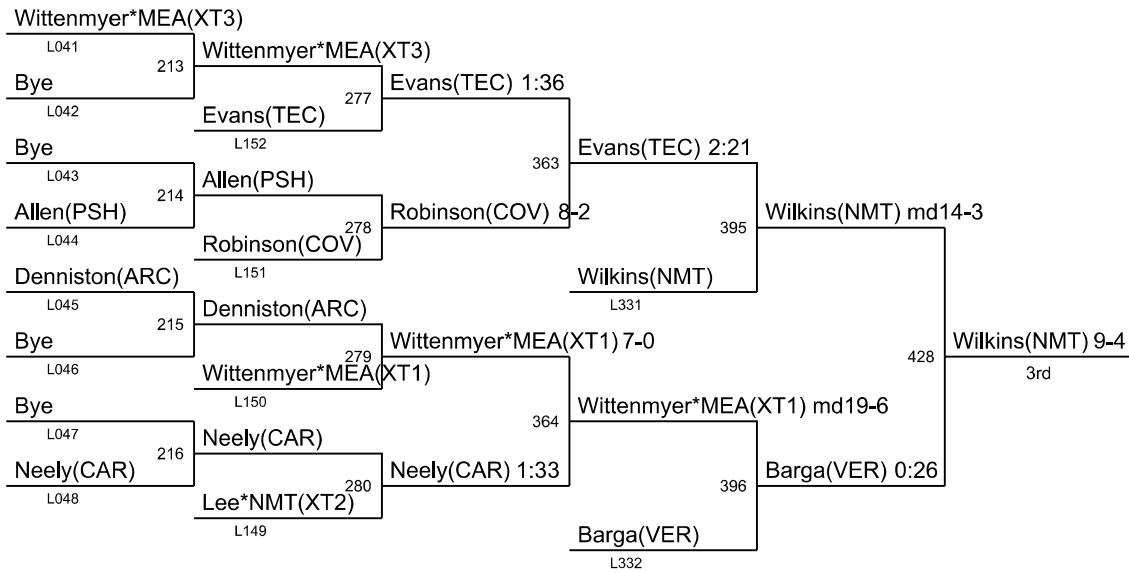 Wittenmyer*MEA(XT3)
L041
213
Wittenmyer*MEA(XT3)
Bye
L042
277
Evans(TEC) 1:36
Evans(TEC)
L152
Bye
L043
363
Evans(TEC) 2:21
214
Allen(PSH)
Allen(PSH)
L044
278
Robinson(COV) 8-2
Robinson(COV)
L151
395
Wilkins(NMT) md14-3
Wilkins(NMT)
L331
Denniston(ARC)
L045
215
Denniston(ARC)
Bye
L046
279
Wittenmyer*MEA(XT1) 7-0
Wittenmyer*MEA(XT1)
L150
428
Wilkins(NMT) 9-4
3rd
Bye
L047
364
Wittenmyer*MEA(XT1) md19-6
216
Neely(CAR)
Neely(CAR)
L048
280
Neely(CAR) 1:33
Lee*NMT(XT2)
L149
396
Barga(VER) 0:26
Barga(VER)
L332